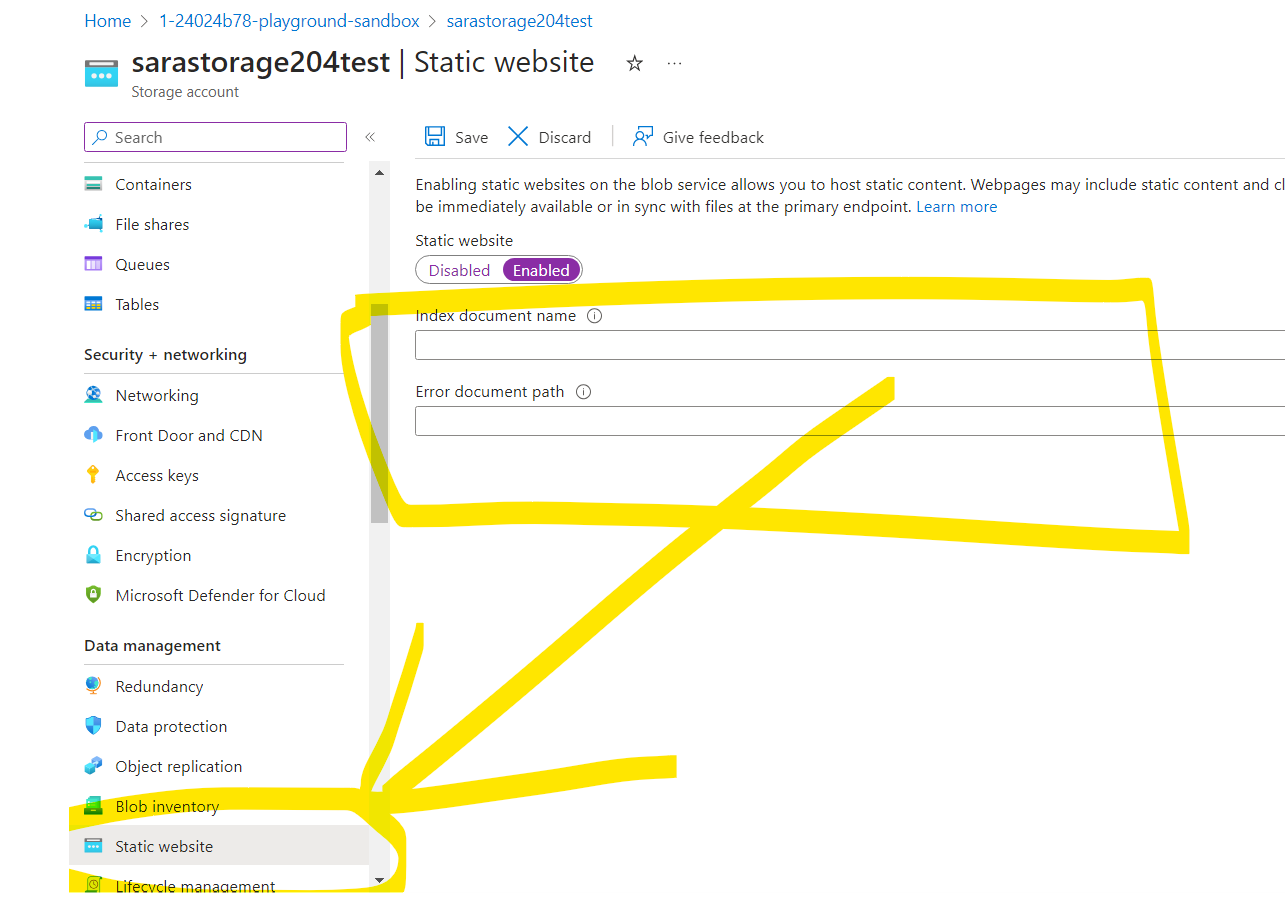 Home > 1-24024b78-playground-sandbox > sarastorage204test
sarastorage204test | Static website
Storage account
Search
Containers
File shares
Queues
Tables
Security + networking
Networking
Front Door and CDN
Access keys
Shared access signature
Encryption
Microsoft Defender for Cloud
Data management
Redundancy
Data protection
Object replication
Blob inventory
Static website
Lifecycle management
Save Discard Give feedback
Enabling static websites on the blob service allows you to host static content. Webpages may include static content and cl
be immediately available or in sync with files at the primary endpoint. Learn more
Static website
Disabled Enabled
Index document name
Error document path